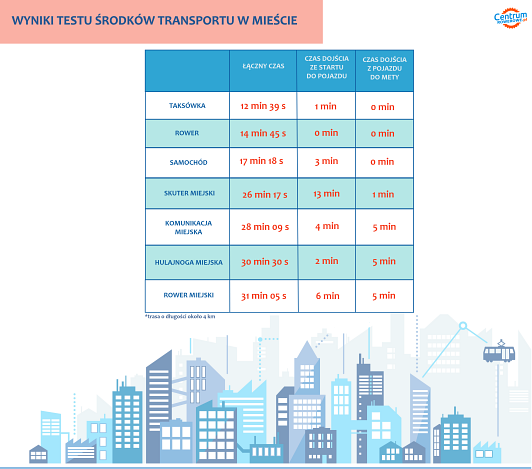 WYNIKI TESTU ŚRODKÓW TRANSPORTU W MIEŚCIE
Centrum
ROWEROWE.PL
ŁĄCZNY CZAS
CZAS DOJŚCIA
ZE STARTU
DO POJAZDU
CZAS DOJŚCIA
Z POJAZDU
DO METY
TAKSÓWKA 12 min 39 s 1 min 0 min
ROWER 14 min 45 s 0 min 0 min
SAMOCHÓD 17 min 18 s 3 min 0 min
SKUTER MIEJSKI 26 min 17 s 13 min 1 min
KOMUNIKACJA
MIEJSKA 28 min 09 s 4 min 5 min
HULAJNOGA MIEJSKA 30 min 30 s 2 min 5 min
ROWER MIEJSKI 31 min 05 s 6 min 5 min
*trasa o długości około 4 km